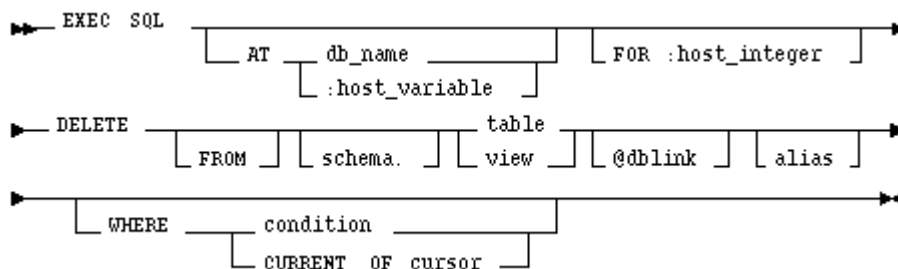 EXEC SQL
AT db_name FOR :host_integer
:host_variable
DELETE table
FROM schema. view @dblink alias
WHERE condition
CURRENT OF cursor